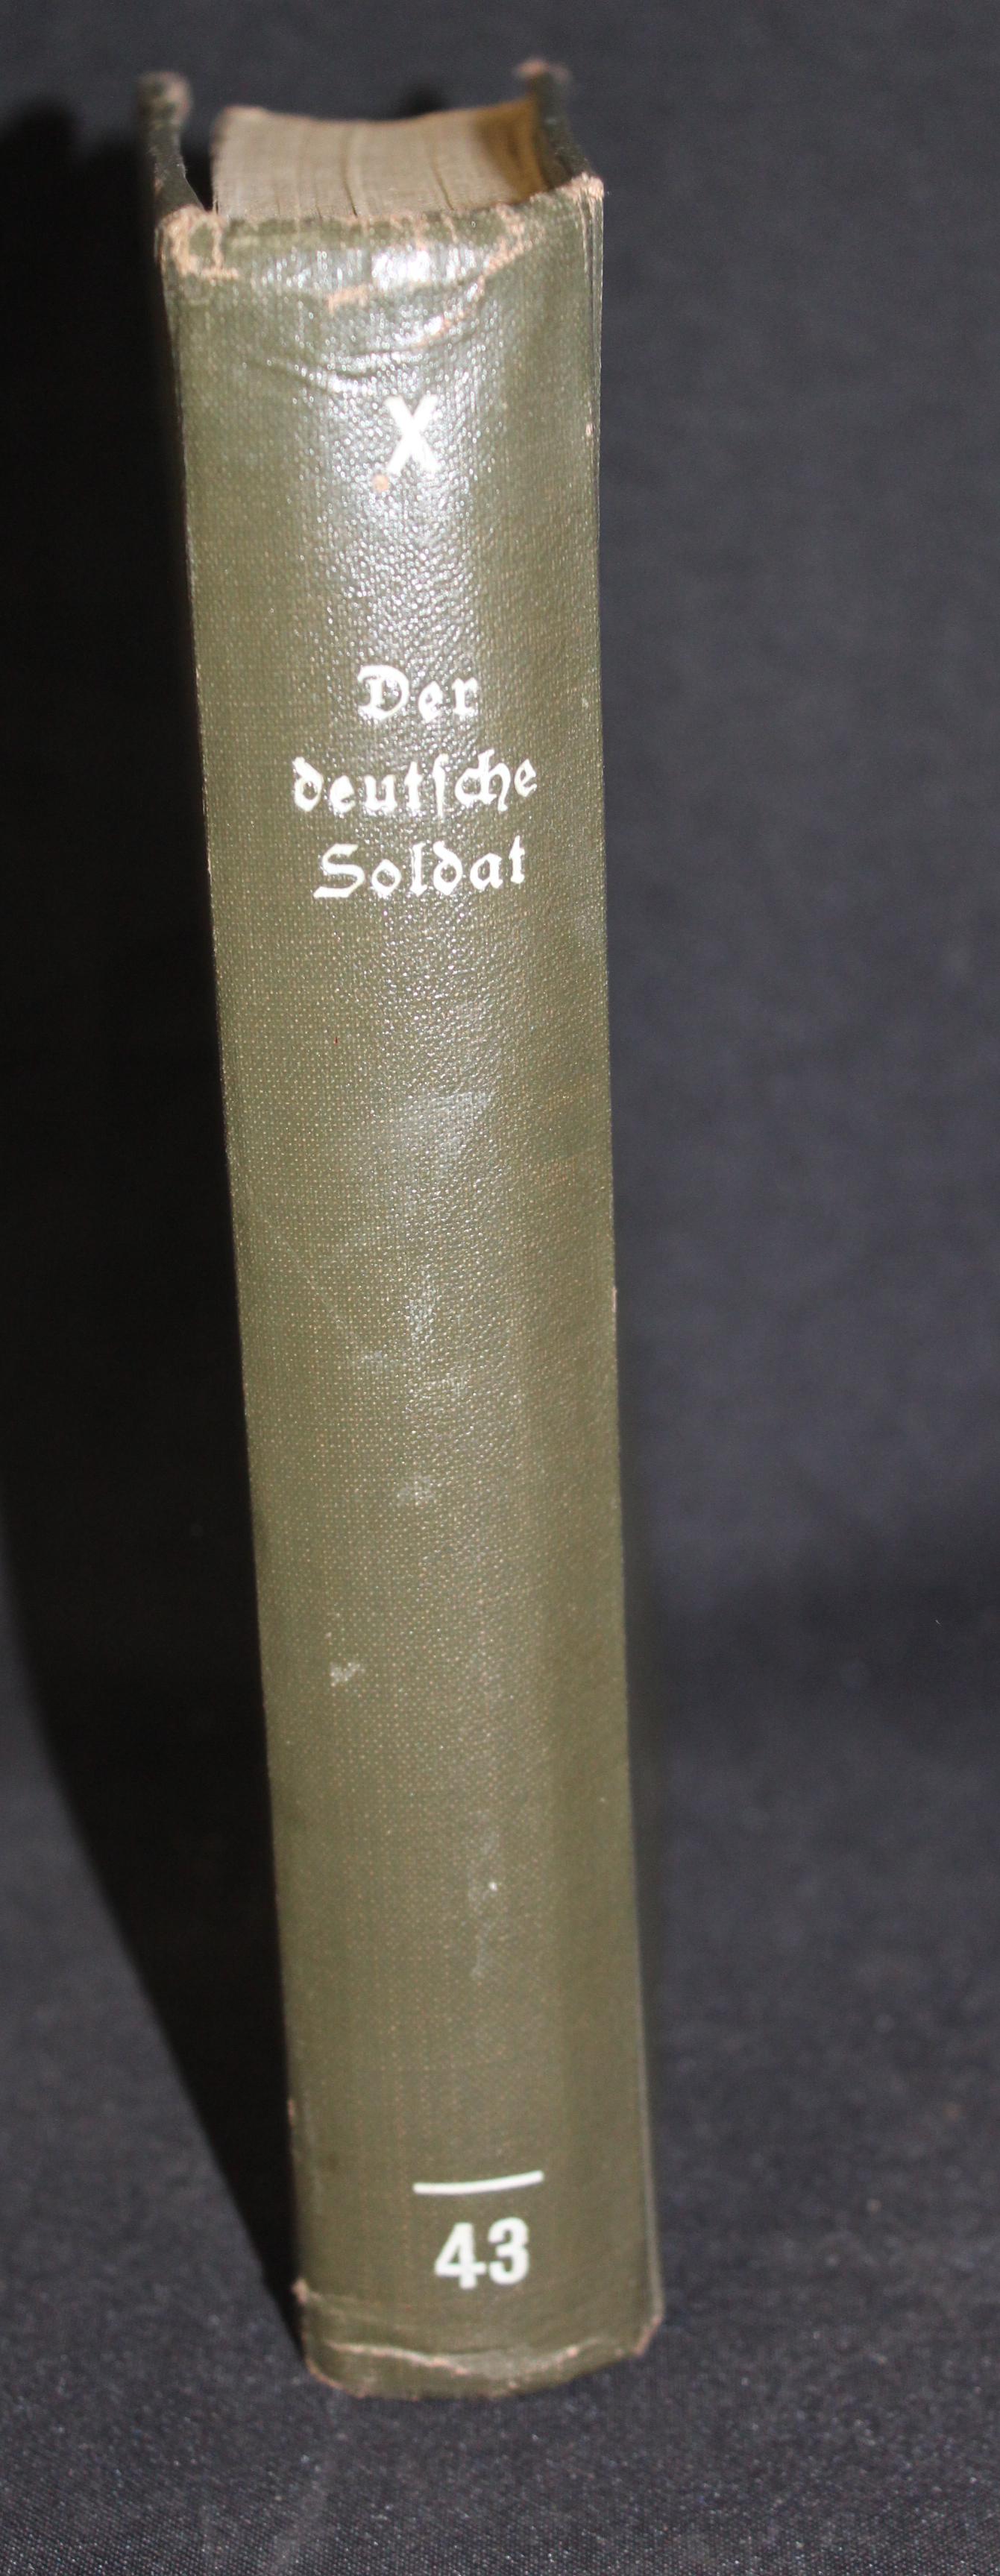 X
Der
deutſche
Soldat
43